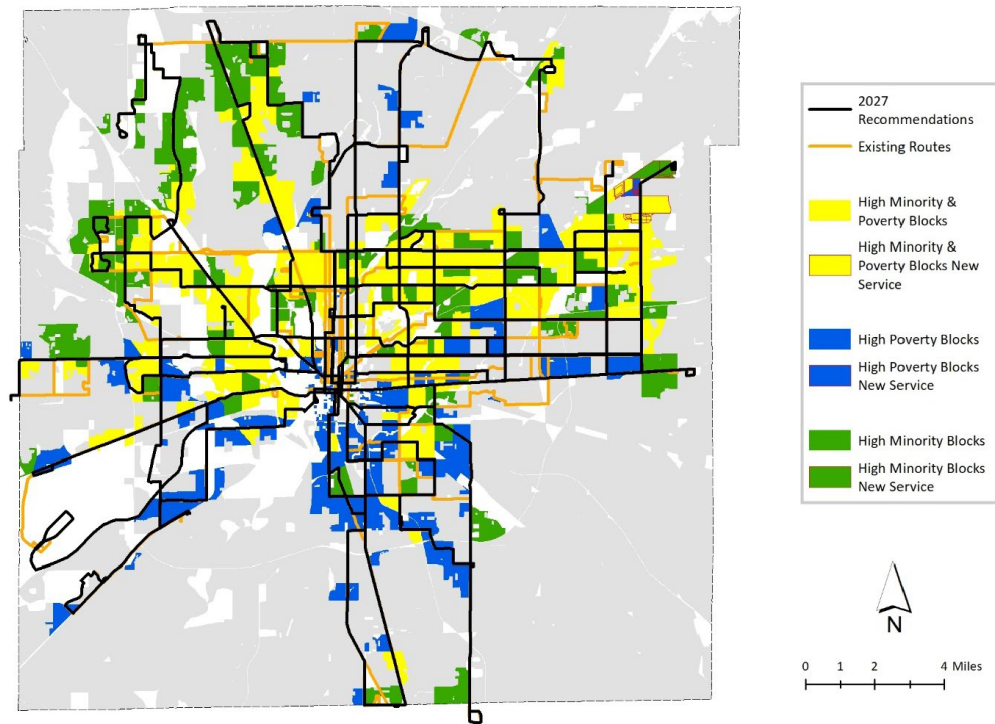 2027
Recommendations
Existing Routes
High Minority &
Poverty Blocks
High Minority &
Poverty Blocks New
Service
High Poverty Blocks
High Poverty Blocks
New Service
High Minority Blocks
High Minority Blocks
New Service
N
0 1 2 4 Miles